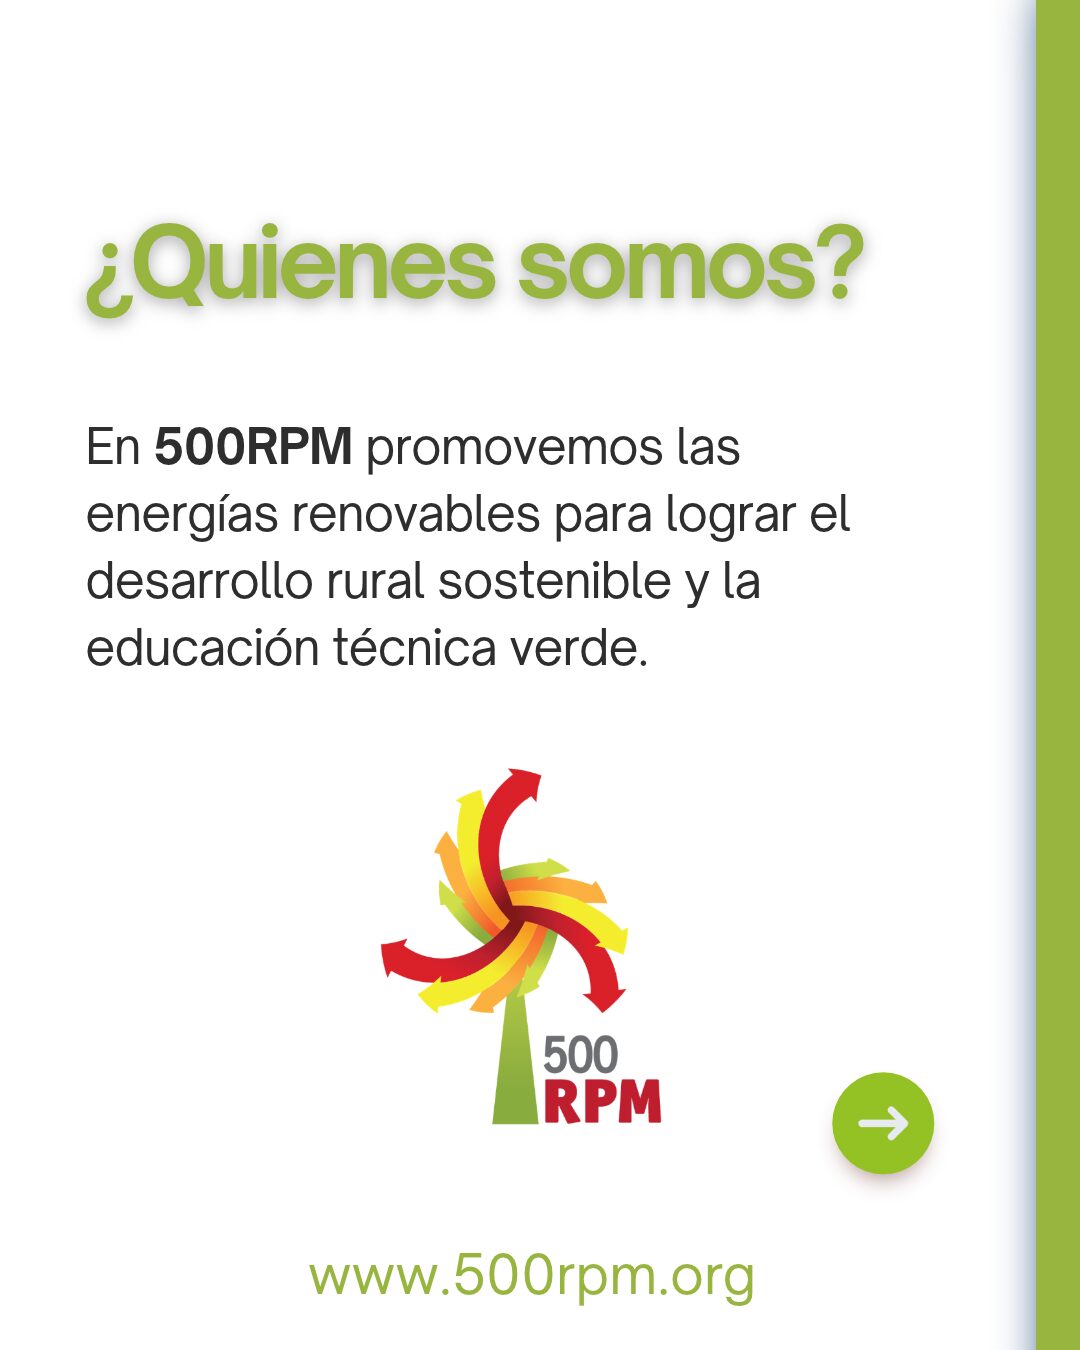 ¿Quienes somos?
En 500RPM promovemos las
energías renovables para lograr el
desarrollo rural sostenible y la
educación técnica verde.
500
RPM
www.500rpm.org